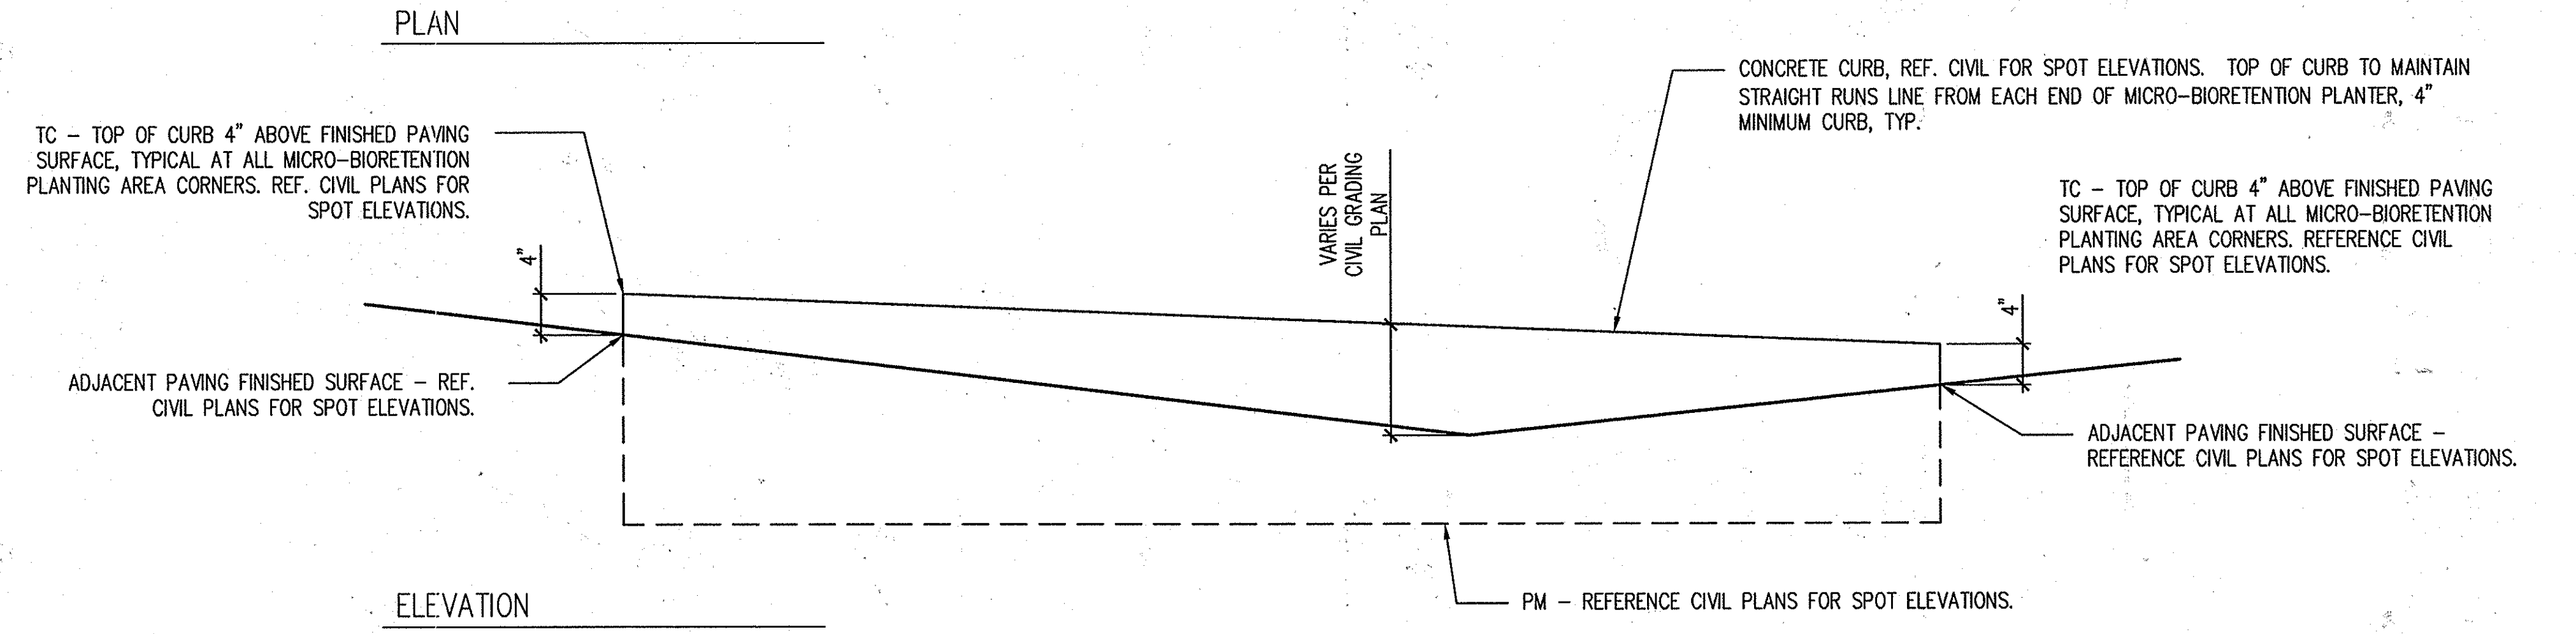 PLAN
TC – TOP OF CURB 4" ABOVE FINISHED PAVING
SURFACE, TYPICAL AT ALL MICRO–BIORETENTION
PLANTING AREA CORNERS. REF. CIVIL PLANS FOR
SPOT ELEVATIONS.
CONCRETE CURB, REF. CIVIL FOR SPOT ELEVATIONS. TOP OF CURB TO MAINTAIN
STRAIGHT RUNS LINE FROM EACH END OF MICRO–BIORETENTION PLANTER, 4"
MINIMUM CURB, TYP.
TC – TOP OF CURB 4" ABOVE FINISHED PAVING
SURFACE, TYPICAL AT ALL MICRO–BIORETENTION
PLANTING AREA CORNERS. REFERENCE CIVIL
PLANS FOR SPOT ELEVATIONS.
VARIES PER
CIVIL GRADING
PLAN
4"
4"
ADJACENT PAVING FINISHED SURFACE – REF.
CIVIL PLANS FOR SPOT ELEVATIONS.
ADJACENT PAVING FINISHED SURFACE –
REFERENCE CIVIL PLANS FOR SPOT ELEVATIONS.
PM – REFERENCE CIVIL PLANS FOR SPOT ELEVATIONS.
ELEVATION